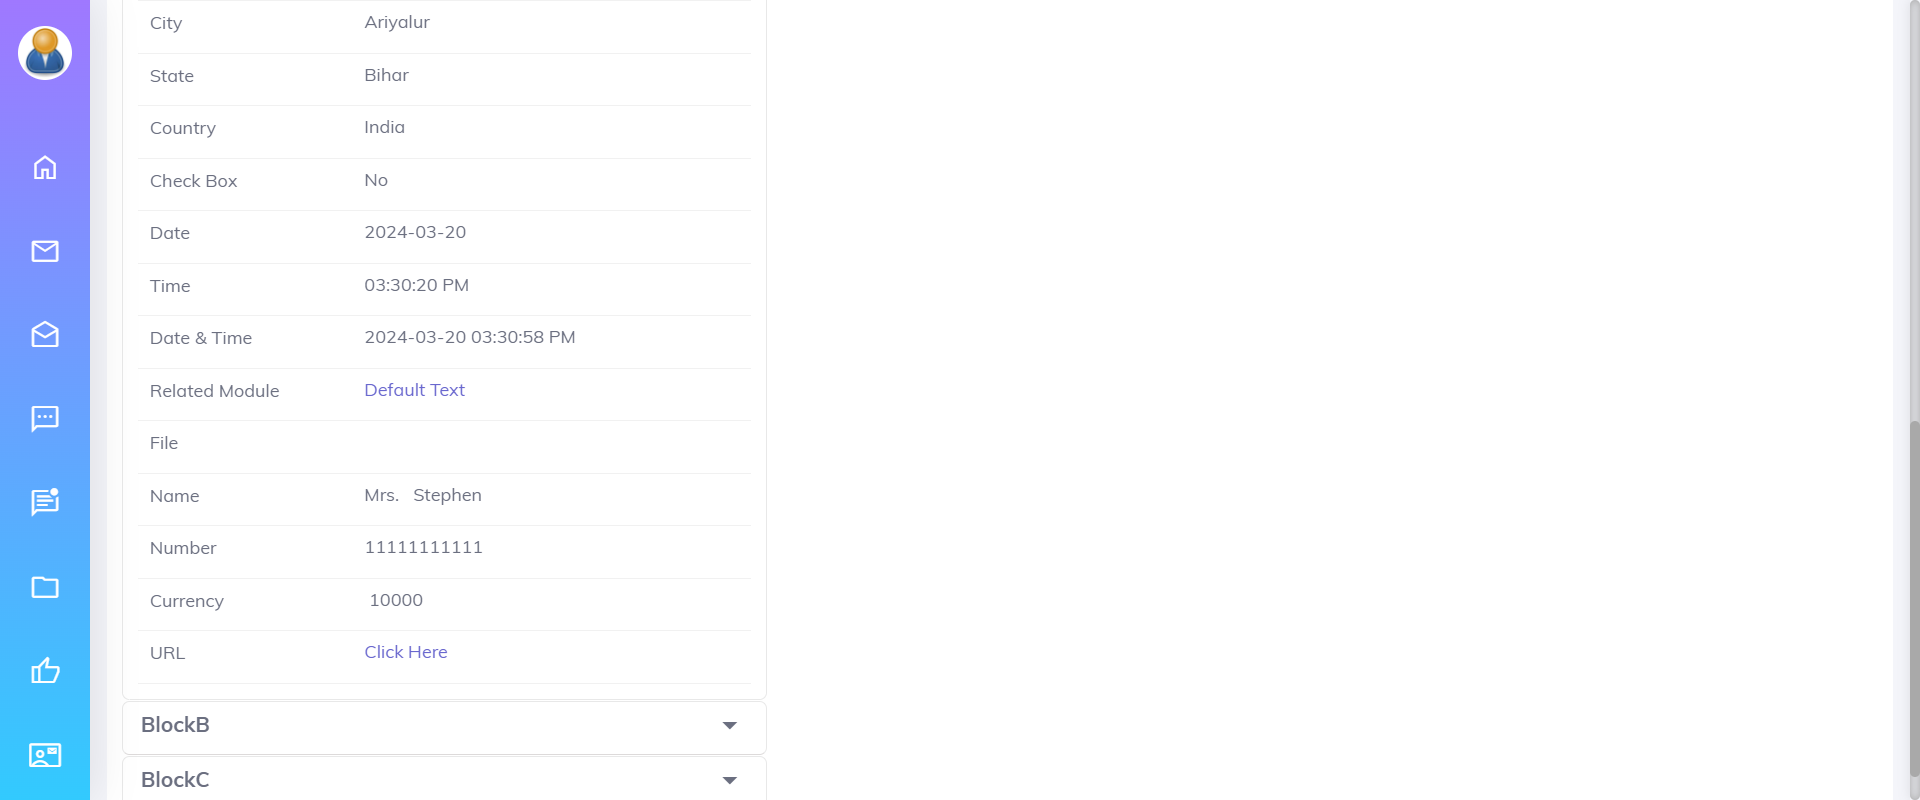 City Ariyalur
State Bihar
Country India
Check Box No
Date 2024-03-20
Time 03:30:20 PM
Date & Time 2024-03-20 03:30:58 PM
Related Module Default Text
File
Name Mrs. Stephen
Number 11111111111
Currency 10000
URL Click Here
BlockB
BlockC